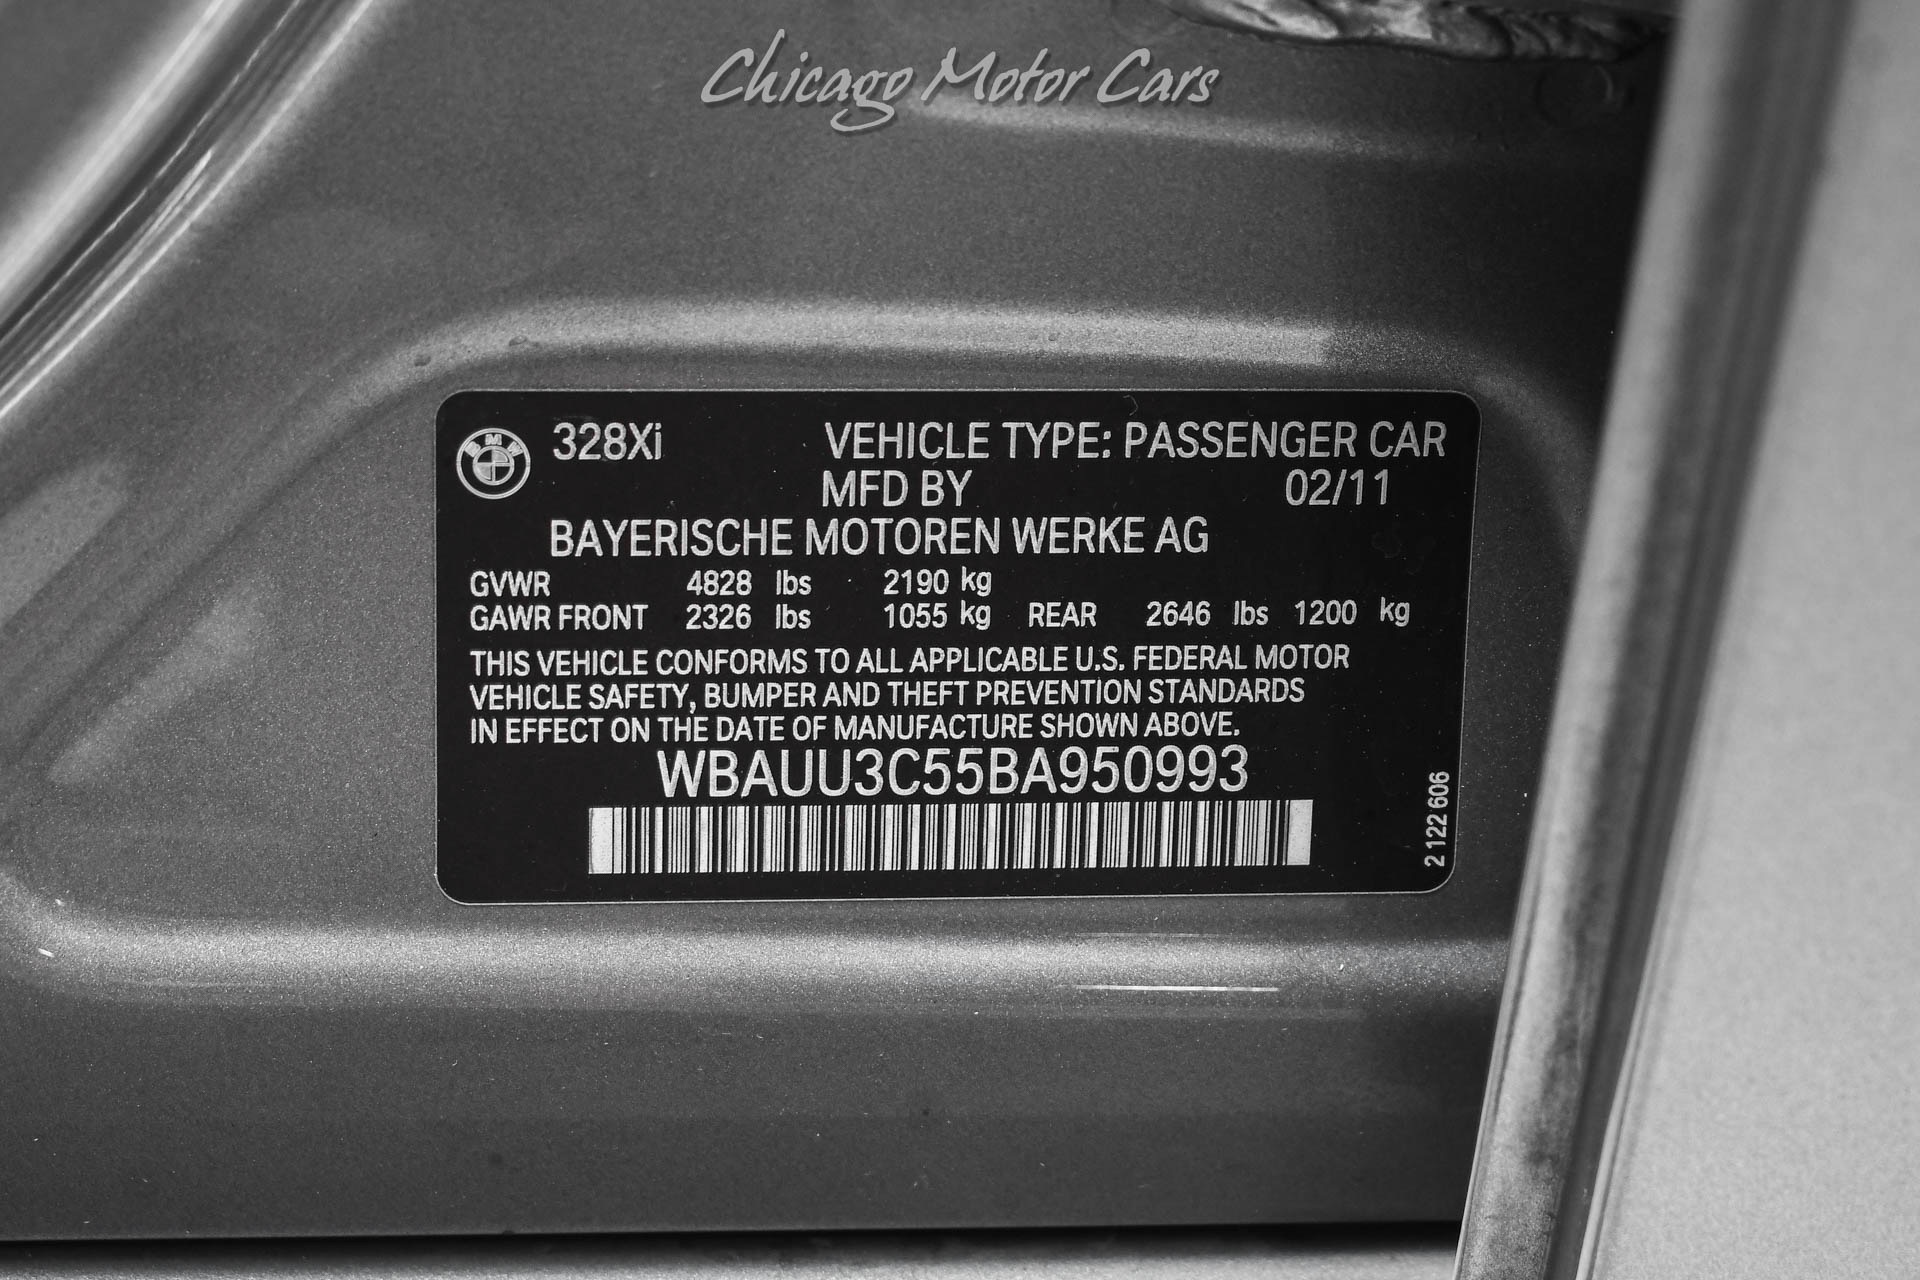 Chicago Motor Cars
BMW 328Xi VEHICLE TYPE: PASSENGER CAR
MFD BY 02/11
BAYERISCHE MOTOREN WERKE AG
GVWR 4828 lbs 2190 kg
GAWR FRONT 2326 lbs 1055 kg REAR 2646 lbs 1200 kg
THIS VEHICLE CONFORMS TO ALL APPLICABLE U.S. FEDERAL MOTOR
VEHICLE SAFETY, BUMPER AND THEFT PREVENTION STANDARDS
IN EFFECT ON THE DATE OF MANUFACTURE SHOWN ABOVE.
WBAUU3C55BA950993
2 122 606